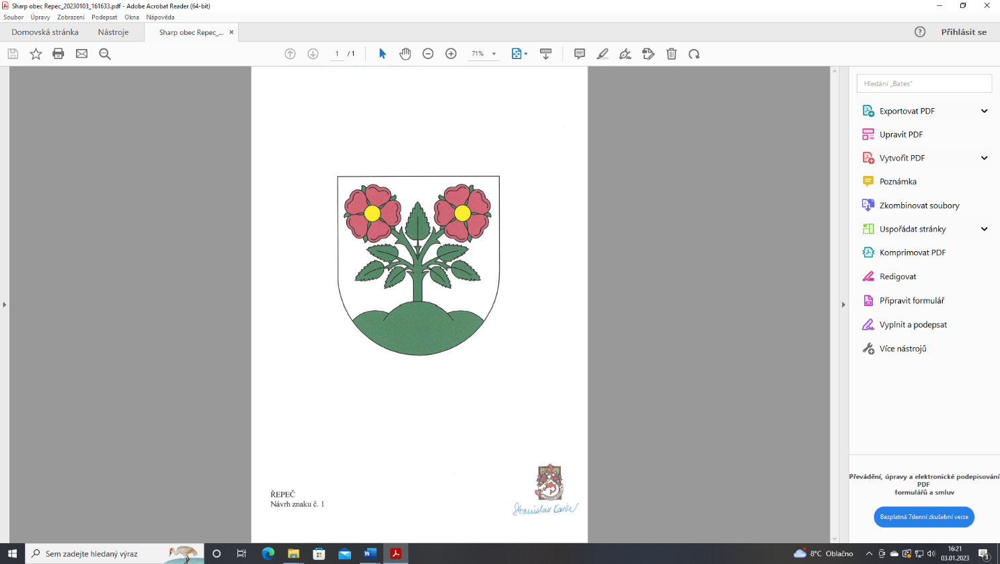 Sharp obec Repec_20230103_161633.pdf - Adobe Acrobat Reader (64-bit)
Soubor Úpravy Zobrazení Podepsat Okna Nápověda
Domovská stránka Nástroje Sharp obec Repec_... × Přihlásit se
1 / 1 71%
Hledání „Bates"
Exportovat PDF
Upravit PDF
Vytvořit PDF
Poznámka
Zkombinovat soubory
Uspořádat stránky
Komprimovat PDF
Redigovat
Připravit formulář
Vyplnit a podepsat
Více nástrojů
Převádění, úpravy a elektronické podepisování
PDF
formulářů a smluv
Bezplatná 7denní zkušební verze
ŘEPEČ
Návrh znaku č. 1
Stanislav
Sem zadejte hledaný výraz
8°C Oblačno
16:21
03.01.2023
3